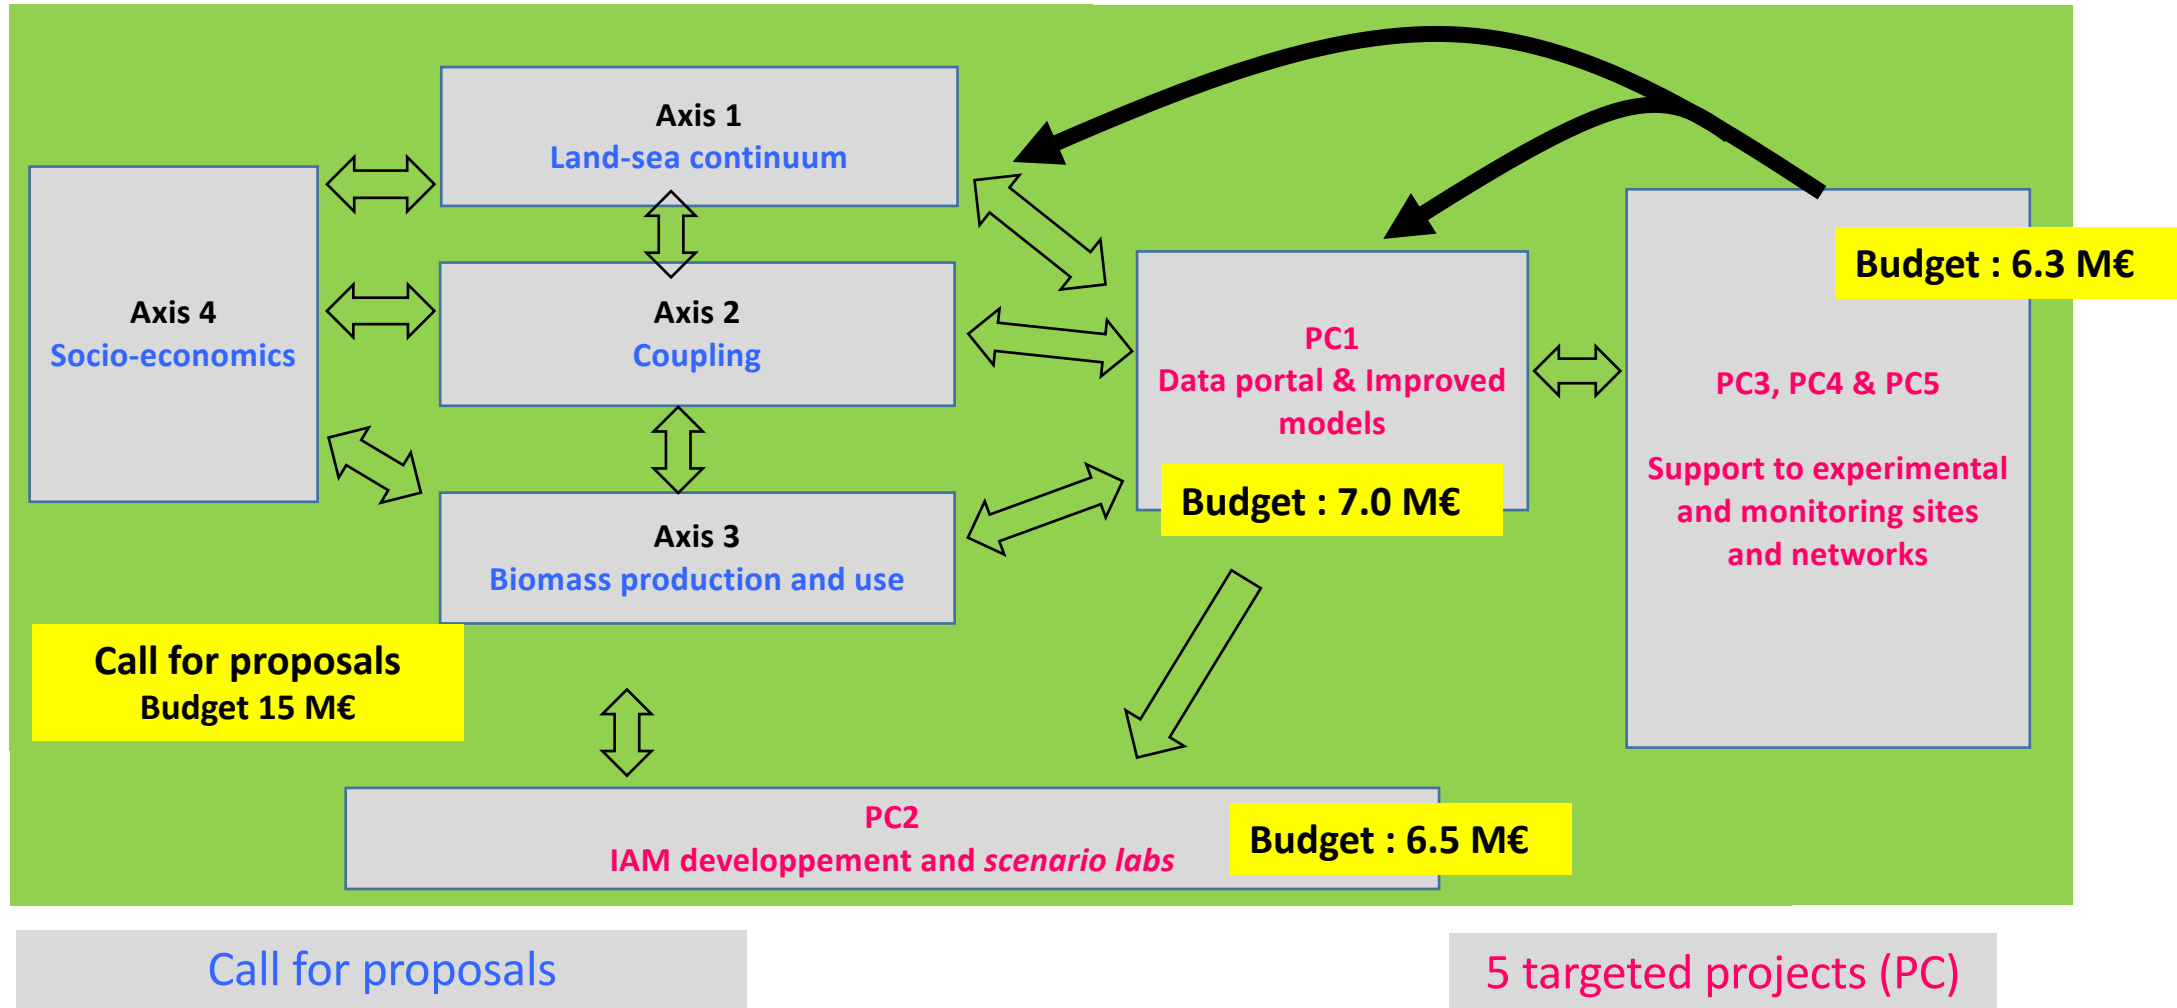 Axis 1
Land-sea continuum
Axis 4
Socio-economics
Axis 2
Coupling
Axis 3
Biomass production and use
Call for proposals
Budget 15 M€
PC1
Data portal & Improved
models
Budget : 7.0 M€
Budget : 6.3 M€
PC3, PC4 & PC5
Support to experimental
and monitoring sites
and networks
PC2
IAM developpement and scenario labs
Budget : 6.5 M€
Call for proposals
5 targeted projects (PC)